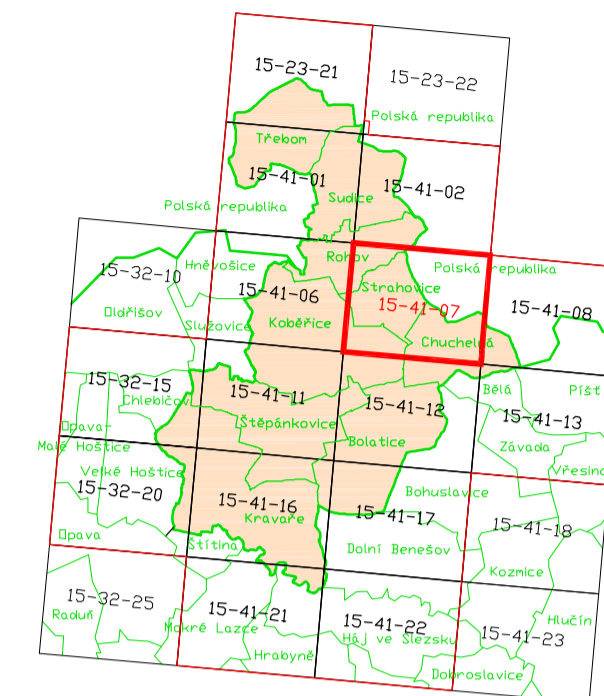 15-23-21
15-23-22
Polská republika
Třebom
15-41-01
15-41-02
Sudice
Polská republika
Rohov
Hněvošice
Polská republika
15-32-10
15-41-06
Strahovice
15-41-07
15-41-08
Oldřišov
Služovice
Kobeřice
Chuchelná
15-32-15
Chlebičov
15-41-11
15-41-12
Bělá
Píšť
15-41-13
Opava-
Malé Hoštice
Štěpánkovice
Bolatice
Závada
Velké Hoštice
Vřesina
15-32-20
15-41-16
Bohuslavice
Kravaře
15-41-17
15-41-18
Opava
Štítina
Dolní Benešov
Kozmice
15-32-25
15-41-21
15-41-22
Hlučín
Raduň
Mokré Lazce
Háj ve Slezsku
15-41-23
Hrabyně
Dobroslavice